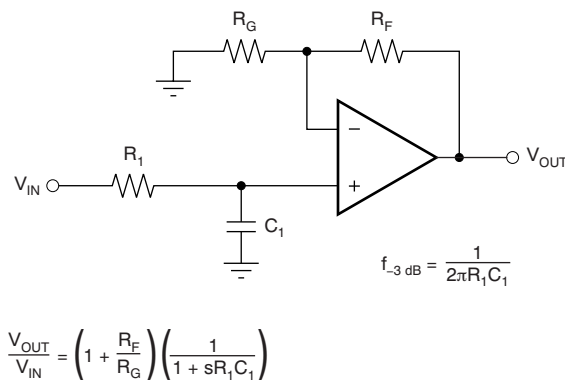 R_G
R_F
−
V_OUT
R_1
V_IN
+
C_1
f_−3 dB = 1 / 2πR_1C_1
V_OUT / V_IN = (1 + R_F / R_G) (1 / 1 + sR_1C_1)